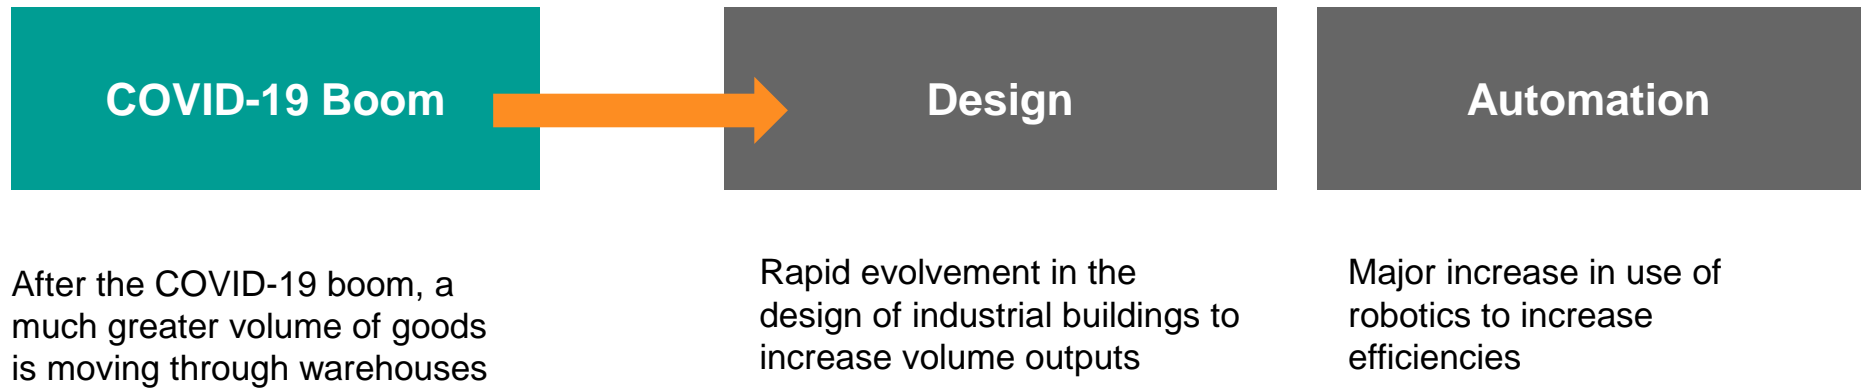 COVID-19 Boom
Design
Automation
After the COVID-19 boom, a
much greater volume of goods
is moving through warehouses
Rapid evolvement in the
design of industrial buildings to
increase volume outputs
Major increase in use of
robotics to increase
efficiencies